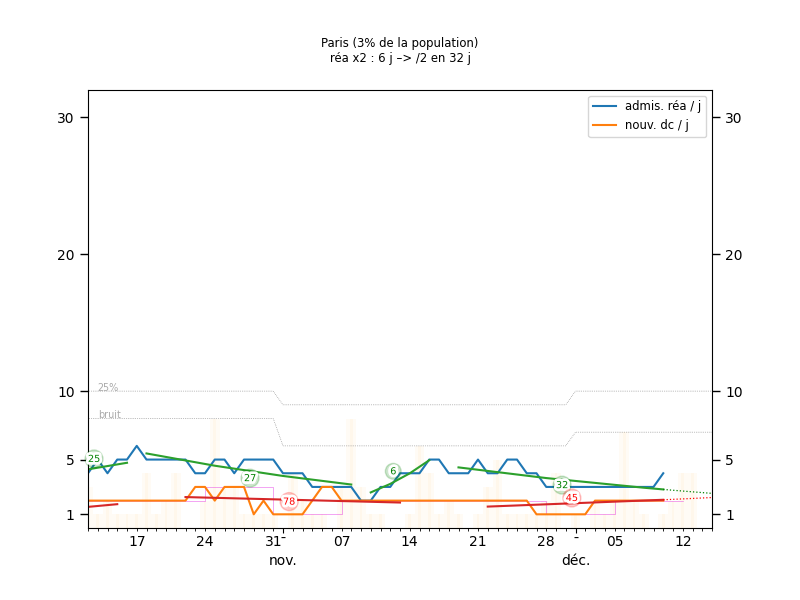 Paris (3% de la population)
réa x2 : 6 j –> /2 en 32 j
admis. réa / j
nouv. dc / j
30 30
20 20
10 10
25%
bruit
5 5
25 27 6 32
78 45
1 1
17 24 31- 07 14 21 28 - 05 12
nov. déc.